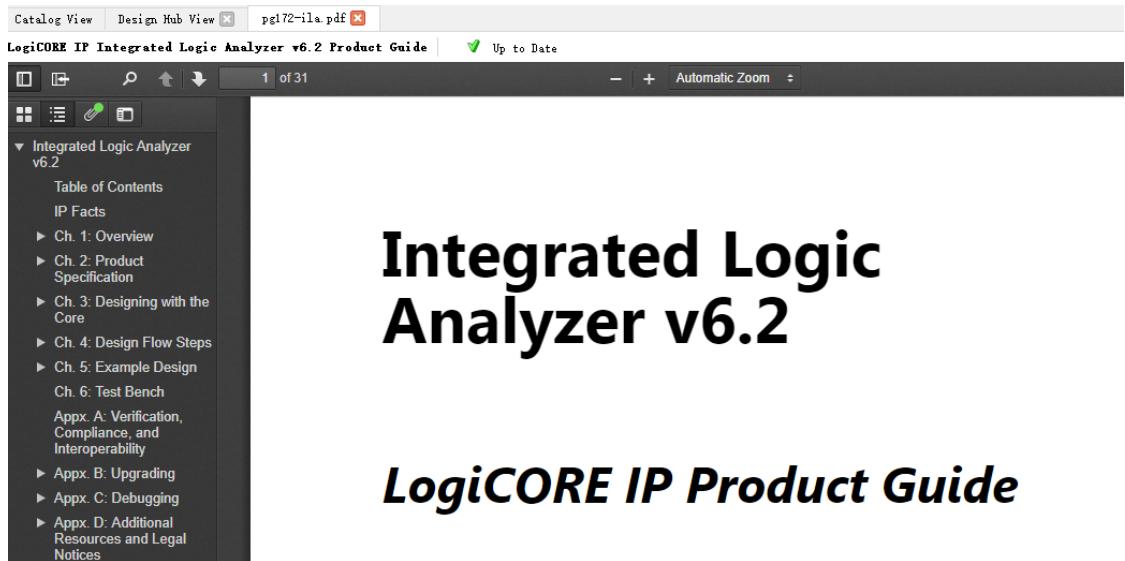 Catalog View Design Hub View pg172-ila.pdf
LogiCORE IP Integrated Logic Analyzer v6.2 Product Guide Up to Date
1 of 31 Automatic Zoom
Integrated Logic Analyzer
v6.2
Table of Contents
IP Facts
Ch. 1: Overview
Ch. 2: Product
Specification
Ch. 3: Designing with the
Core
Ch. 4: Design Flow Steps
Ch. 5: Example Design
Ch. 6: Test Bench
Appx. A: Verification,
Compliance, and
Interoperability
Appx. B: Upgrading
Appx. C: Debugging
Appx. D: Additional
Resources and Legal
Notices
Integrated Logic
Analyzer v6.2
LogiCORE IP Product Guide